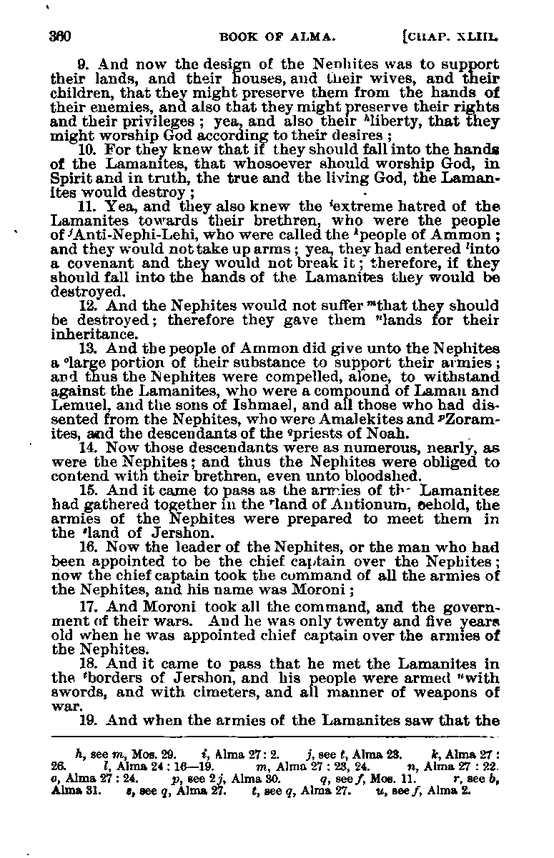 360 BOOK OF ALMA. [CHAP. XLIII.
9. And now the design of the Nephites was to support
their lands, and their houses, and their wives, and their
children, that they might preserve them from the hands of
their enemies, and also that they might preserve their rights
and their privileges ; yea, and also their ʰliberty, that they
might worship God according to their desires ;
10. For they knew that if they should fall into the hands
of the Lamanites, that whosoever should worship God, in
Spirit and in truth, the true and the living God, the Laman-
ites would destroy ;
11. Yea, and they also knew the ⁱextreme hatred of the
Lamanites towards their brethren, who were the people
of ʲAnti-Nephi-Lehi, who were called the ᵏpeople of Ammon ;
and they would not take up arms ; yea, they had entered ˡinto
a covenant and they would not break it ; therefore, if they
should fall into the hands of the Lamanites they would be
destroyed.
12. And the Nephites would not suffer ᵐthat they should
be destroyed ; therefore they gave them ⁿlands for their
inheritance.
13. And the people of Ammon did give unto the Nephites
a ᵒlarge portion of their substance to support their armies ;
and thus the Nephites were compelled, alone, to withstand
against the Lamanites, who were a compound of Laman and
Lemuel, and the sons of Ishmael, and all those who had dis-
sented from the Nephites, who were Amalekites and ᵖZoram-
ites, and the descendants of the qpriests of Noah.
14. Now those descendants were as numerous, nearly, as
were the Nephites ; and thus the Nephites were obliged to
contend with their brethren, even unto bloodshed.
15. And it came to pass as the armies of the Lamanites
had gathered together in the ʳland of Antionum, behold, the
armies of the Nephites were prepared to meet them in
the ˢland of Jershon.
16. Now the leader of the Nephites, or the man who had
been appointed to be the chief captain over the Nephites ;
now the chief captain took the command of all the armies of
the Nephites, and his name was Moroni ;
17. And Moroni took all the command, and the govern-
ment of their wars. And he was only twenty and five years
old when he was appointed chief captain over the armies of
the Nephites.
18. And it came to pass that he met the Lamanites in
the ᵗborders of Jershon, and his people were armed ᵘwith
swords, and with cimeters, and all manner of weapons of
war.
19. And when the armies of the Lamanites saw that the
h, see m, Mos. 29. i, Alma 27 : 2. j, see t, Alma 23. k, Alma 27 :
26. l, Alma 24 : 16—19. m, Alma 27 : 23, 24. n, Alma 27 : 22.
o, Alma 27 : 24. p, see 2 j, Alma 30. q, see f, Mos. 11. r, see b,
Alma 31. s, see q, Alma 27. t, see q, Alma 27. u, see f, Alma 2.